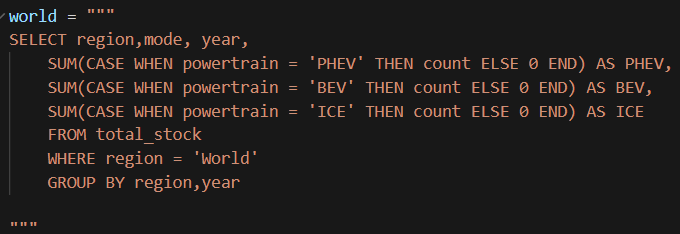 world = """
SELECT region,mode, year,
    SUM(CASE WHEN powertrain = 'PHEV' THEN count ELSE 0 END) AS PHEV,
    SUM(CASE WHEN powertrain = 'BEV' THEN count ELSE 0 END) AS BEV,
    SUM(CASE WHEN powertrain = 'ICE' THEN count ELSE 0 END) AS ICE
    FROM total_stock
    WHERE region = 'World'
    GROUP BY region,year
"""